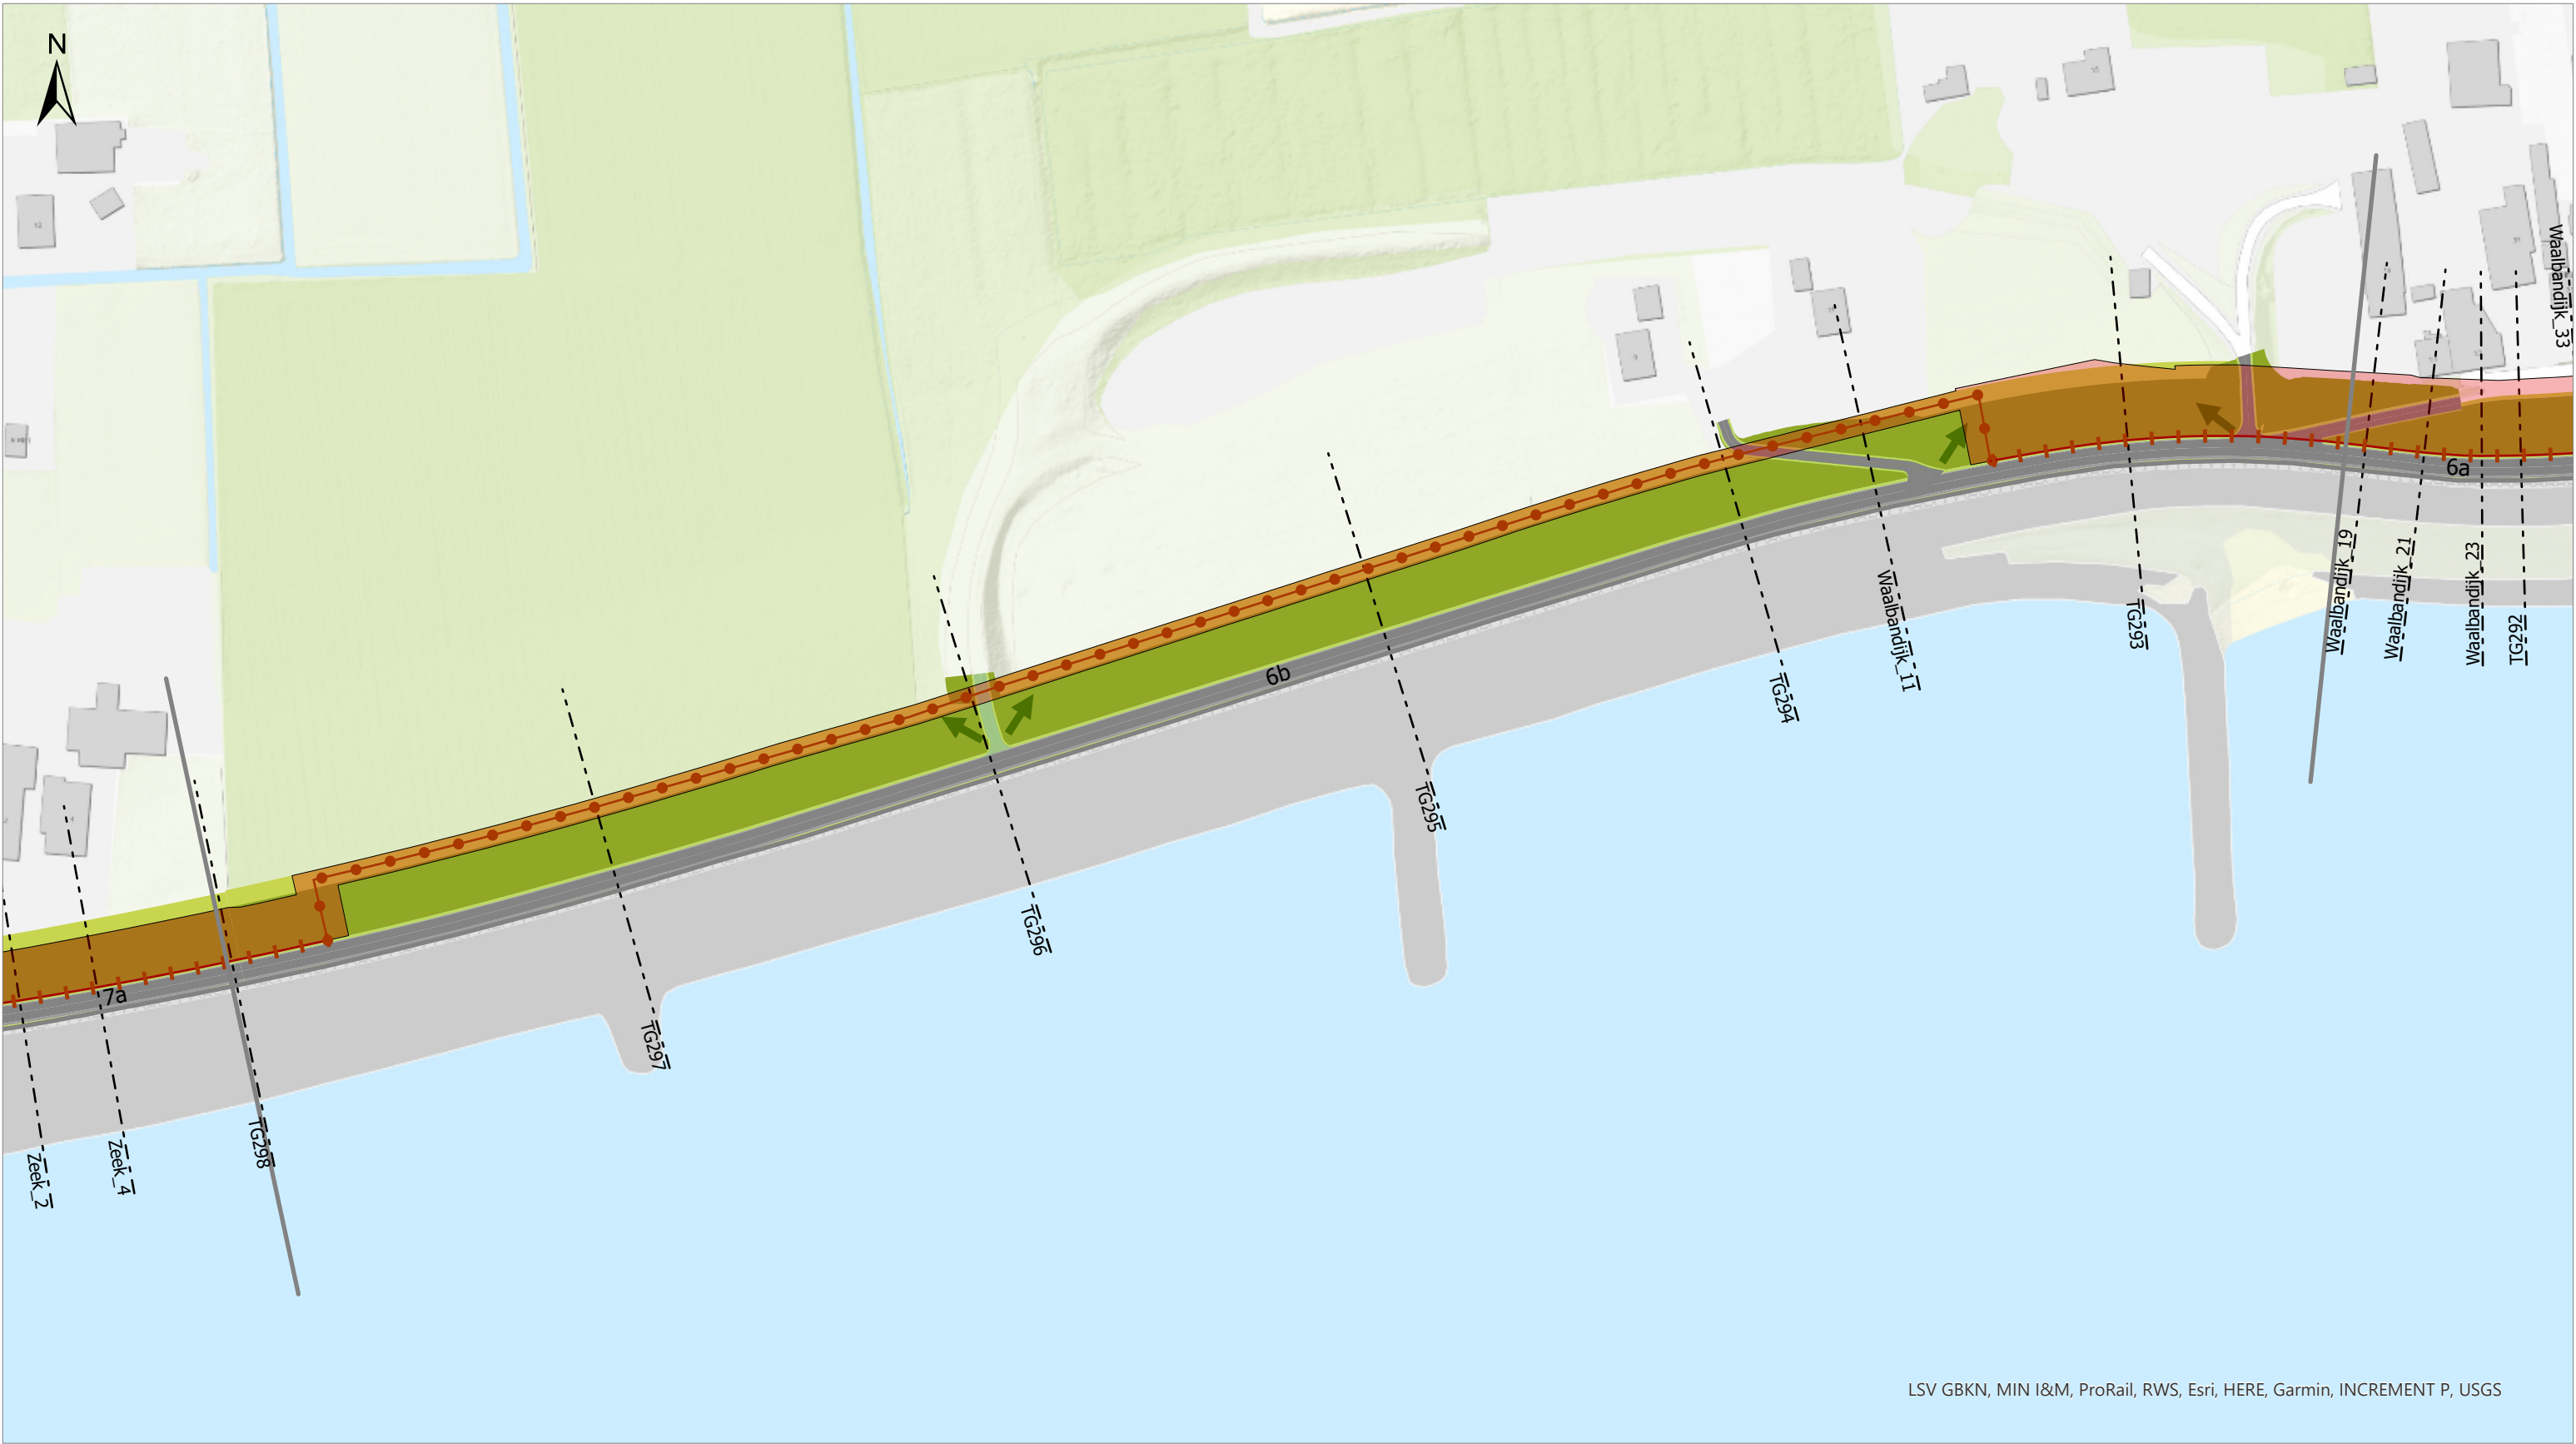 N
12
Waalbandijk_33
6a
Waalbandijk_19
Waalbandijk_21
Waalbandijk_23
TG292
TG293
Waalbandijk_11
TG294
6b
TG295
TG296
TG297
7a
TG298
Zeek_4
Zeek_2
LSV GBKN, MIN I&M, ProRail, RWS, Esri, HERE, Garmin, INCREMENT P, USGS